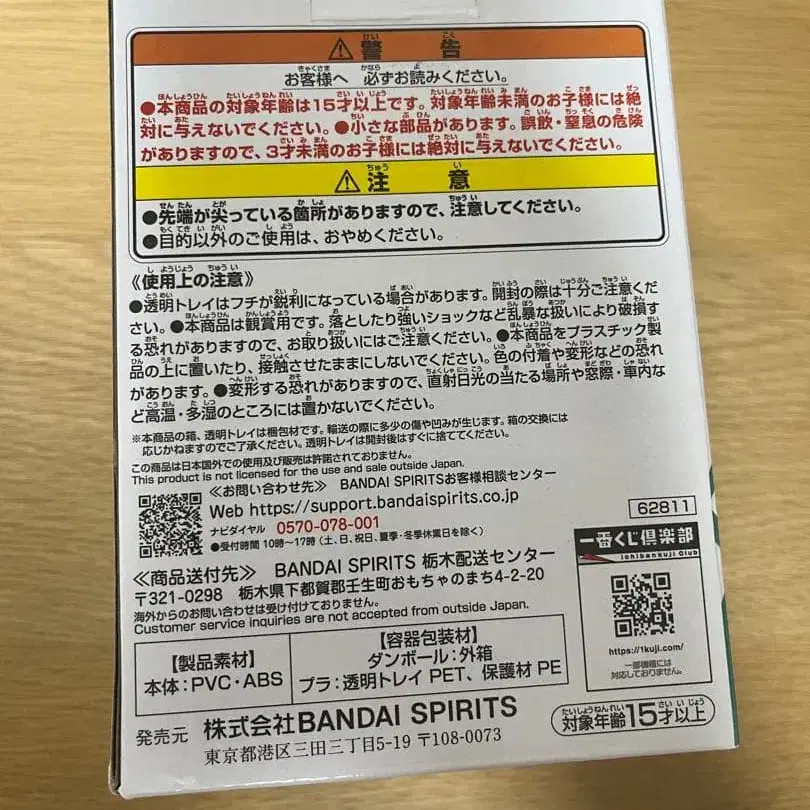 ⚠警告
お客様へ 必ずお読みください。
●本商品の対象年齢は15才以上です。対象年齢未満のお子様には絶
対に与えないでください。●小さな部品があります。誤飲・窒息の危険
がありますので、3才未満のお子様には絶対に与えないでください。
⚠注意
●先端が尖っている箇所がありますので、注意してください。
●目的以外のご使用は、おやめください。
《使用上の注意》
●透明トレイはフチが鋭利になっている場合があります。開封の際は十分ご注意くだ
さい。●本商品は観賞用です。落としたり強いショックなど乱暴な扱いにより破損す
る恐れがありますので、お取り扱いにはご注意ください。●本商品をプラスチック製
品の上に置いたり、接触させたままにしないでください。色の付着や変形などの恐れ
があります。●変形する恐れがありますので、直射日光の当たる場所や窓際・車内な
ど高温・多湿のところには置かないでください。
※本商品の箱、透明トレイは梱包材です。輸送の際に多少の傷や凹みが生じます。箱の交換には
応じかねますのでご了承ください。透明トレイは開封後はすぐに捨ててください。
この商品は日本国外での使用及び販売は許諾されておりません。
This product is not licensed for the use and sale outside Japan.
≪お問い合わせ先≫ BANDAI SPIRITSお客様相談センター
Web https://support.bandaispirits.co.jp
ナビダイヤル 0570-078-001
●受付時間 10時～17時(土、日、祝日、夏季・冬季休業日を除く)
≪商品送付先≫ BANDAI SPIRITS 栃木配送センター
〒321-0298 栃木県下都賀郡壬生町おもちゃのまち4-2-20
海外からのお問い合わせは受け付けておりません。
Customer service inquiries are not accepted from outside Japan.
62811
一番くじ倶楽部
ichibankuji Club
https://1kuji.com/
一部機種には
対応しておりません。
【製品素材】
本体:PVC・ABS
【容器包装材】
ダンボール:外箱
プラ:透明トレイ PET、保護材 PE
発売元 株式会社BANDAI SPIRITS
東京都港区三田三丁目5-19 〒108-0073
対象年齢15才以上